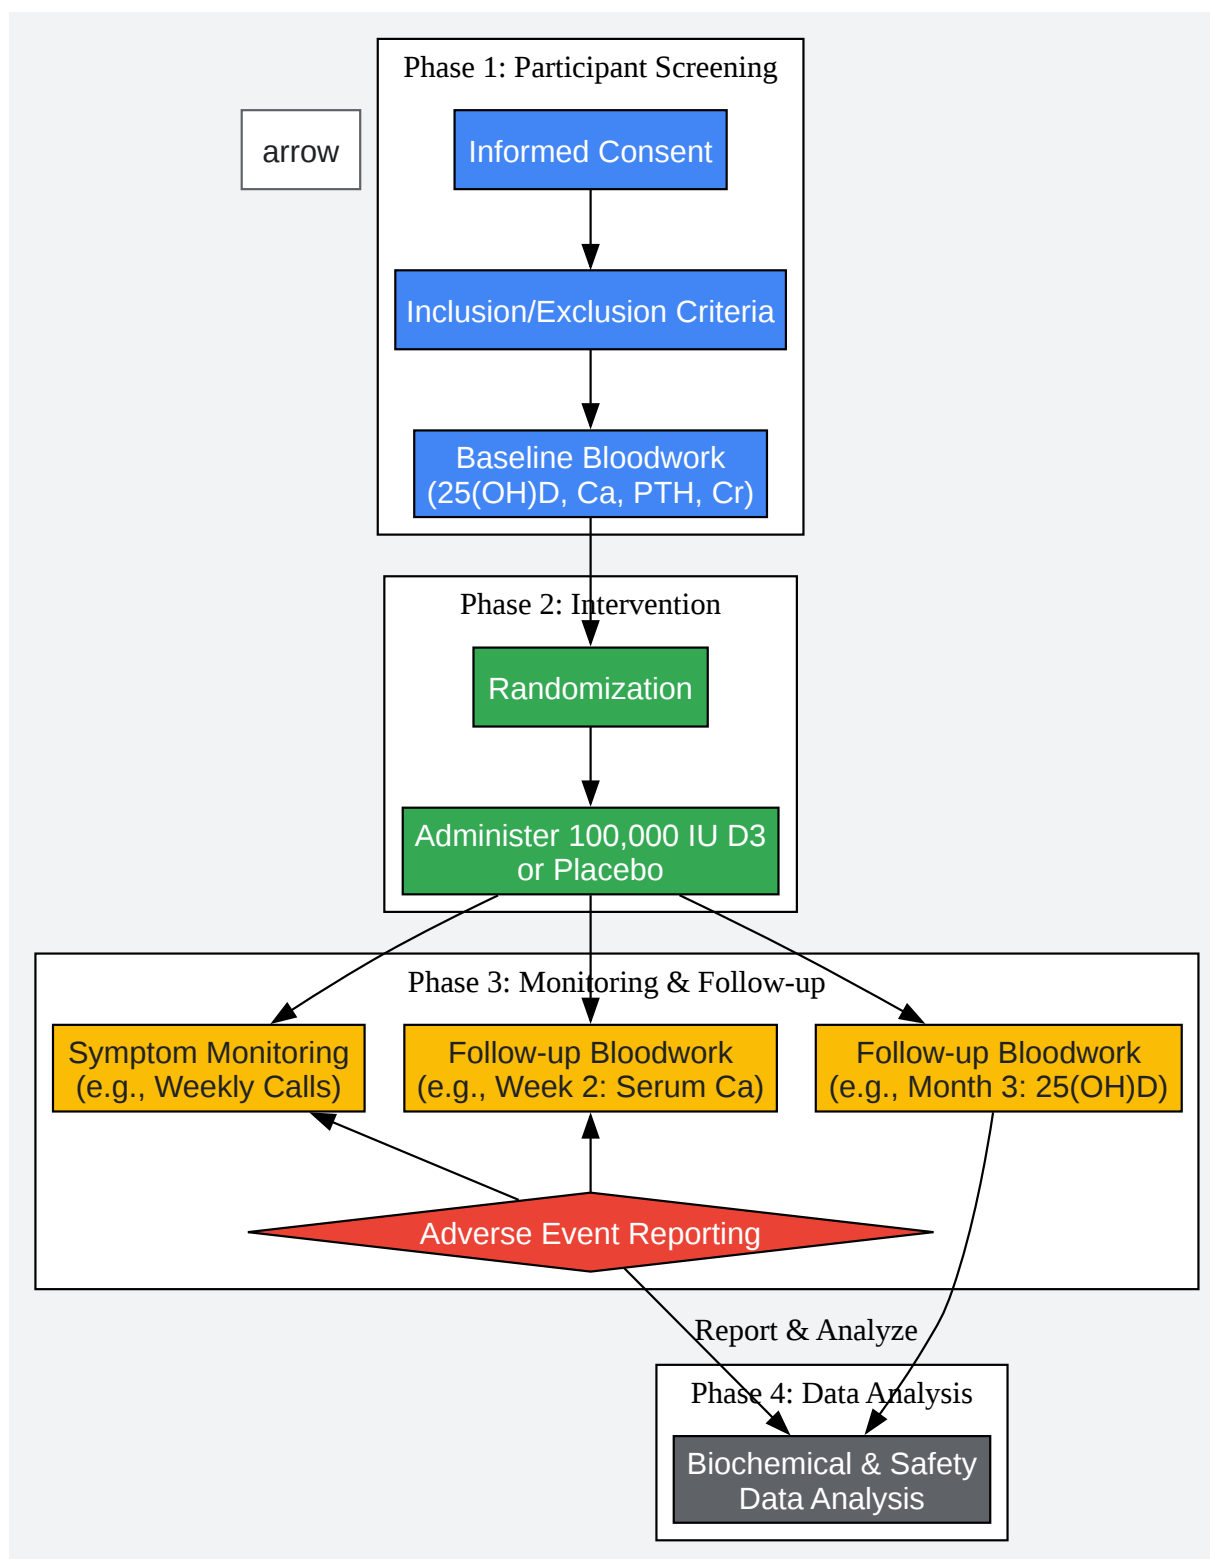 Phase 1: Participant Screening
arrow
Informed Consent
Inclusion/Exclusion Criteria
Baseline Bloodwork
(25(OH)D, Ca, PTH, Cr)
Phase 2: Intervention
Randomization
Administer 100,000 IU D3
or Placebo
Phase 3: Monitoring & Follow-up
Symptom Monitoring
(e.g., Weekly Calls)
Follow-up Bloodwork
(e.g., Week 2: Serum Ca)
Follow-up Bloodwork
(e.g., Month 3: 25(OH)D)
Adverse Event Reporting
Report & Analyze
Phase 4: Data Analysis
Biochemical & Safety
Data Analysis